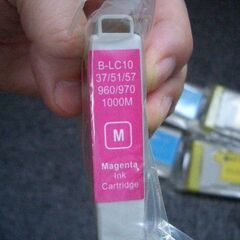 B-LC10
37/51/57
960/970
1000M
M
Magenta
Ink
Cartridge